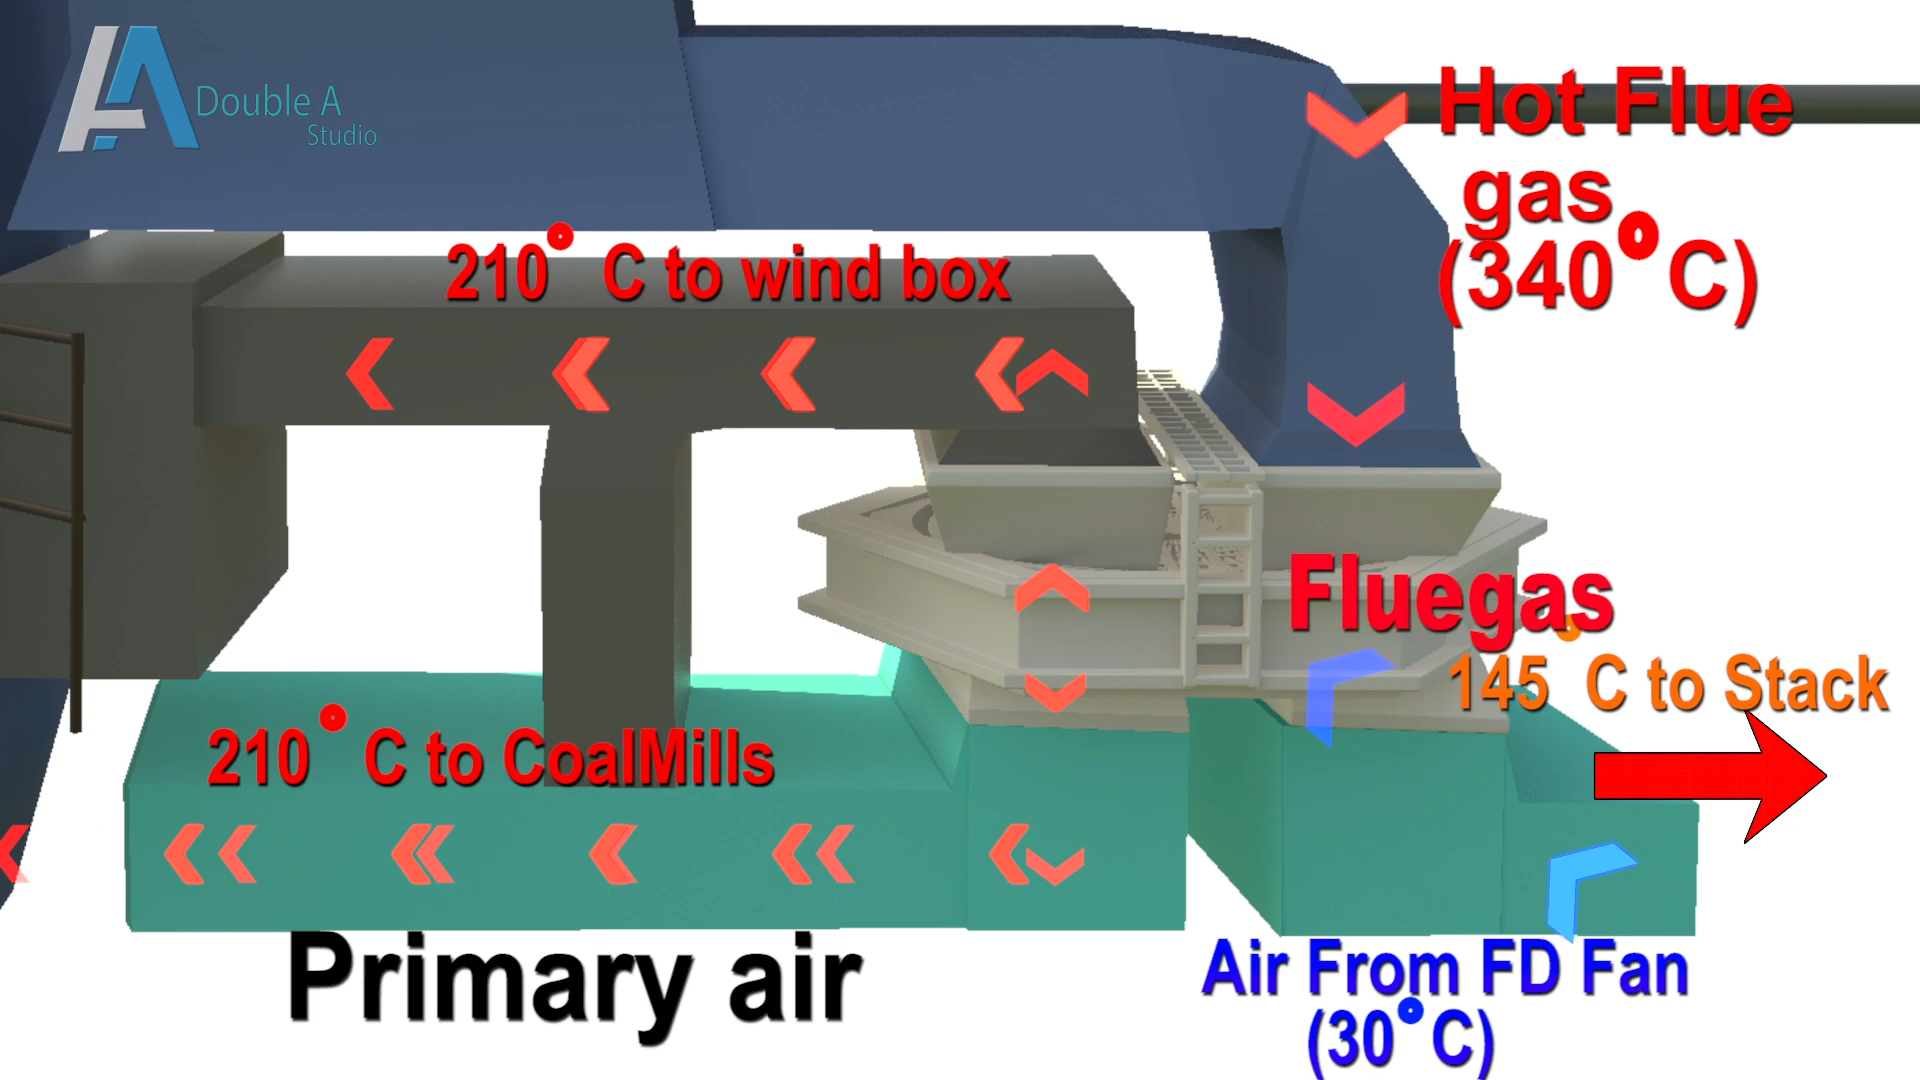 Double A
Studio
Hot Flue
gas
(340° C)
210° C to wind box
Fluegas
145° C to Stack
210° C to CoalMills
Primary air
Air From FD Fan
(30°C)